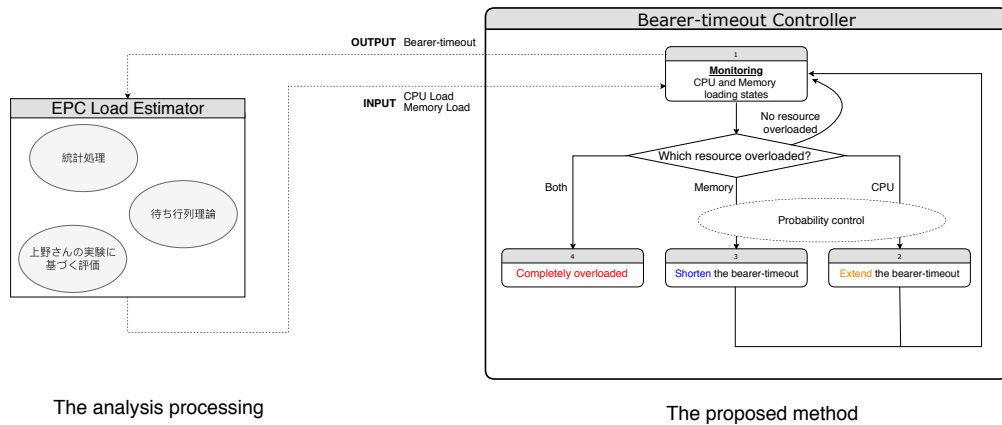 Bearer-timeout Controller
OUTPUT Bearer-timeout
1
Monitoring
CPU and Memory
loading states
INPUT CPU Load
Memory Load
EPC Load Estimator
統計処理
待ち行列理論
上野さんの実験に
基づく評価
No resource
overloaded
Which resource overloaded?
Both
Memory
CPU
Probability control
4
Completely overloaded
3
Shorten the bearer-timeout
2
Extend the bearer-timeout
The analysis processing
The proposed method